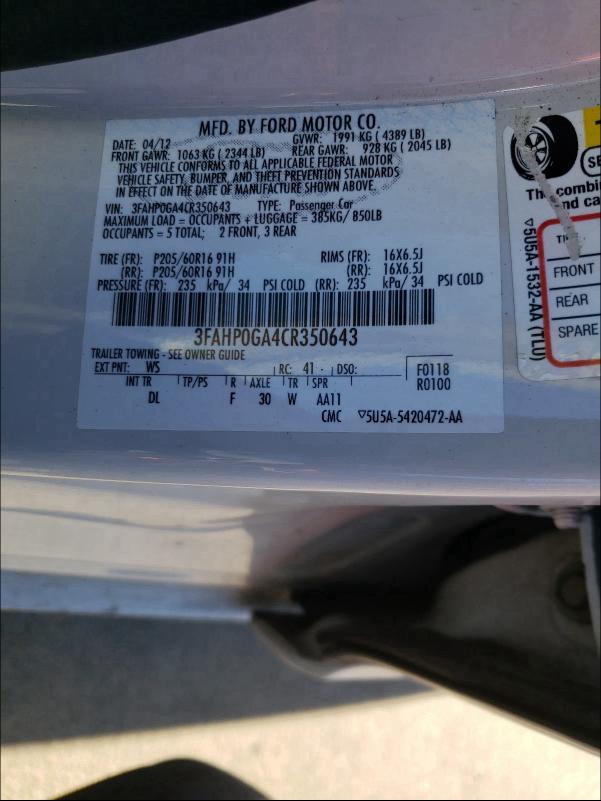 MFD. BY FORD MOTOR CO.
DATE: 04/12 GVWR: 1991 KG ( 4389 LB)
FRONT GAWR: 1063 KG ( 2344 LB) REAR GAWR: 928 KG ( 2045 LB)
THIS VEHICLE CONFORMS TO ALL APPLICABLE FEDERAL MOTOR
VEHICLE SAFETY, BUMPER, AND THEFT PREVENTION STANDARDS
IN EFFECT ON THE DATE OF MANUFACTURE SHOWN ABOVE.
VIN: 3FAHP0GA4CR350643 TYPE: Passenger Car
MAXIMUM LOAD = OCCUPANTS + LUGGAGE = 385KG/ 850LB
OCCUPANTS = 5 TOTAL; 2 FRONT, 3 REAR
TIRE (FR): P205/60R16 91H RIMS (FR): 16X6.5J
(RR): P205/60R16 91H (RR): 16X6.5J
PRESSURE (FR): 235 kPa/ 34 PSI COLD (RR): 235 kPa/ 34 PSI COLD
3FAHP0GA4CR350643
TRAILER TOWING - SEE OWNER GUIDE
EXT PNT: WS RC: 41 DSO: F0118
INT TR TP/PS R AXLE TR SPR R0100
DL F 30 W AA11
CMC ▽5U5A-5420472-AA
The combin
and ca
▽5U5A-1532-AA (TLU)
FRONT
REAR
SPARE